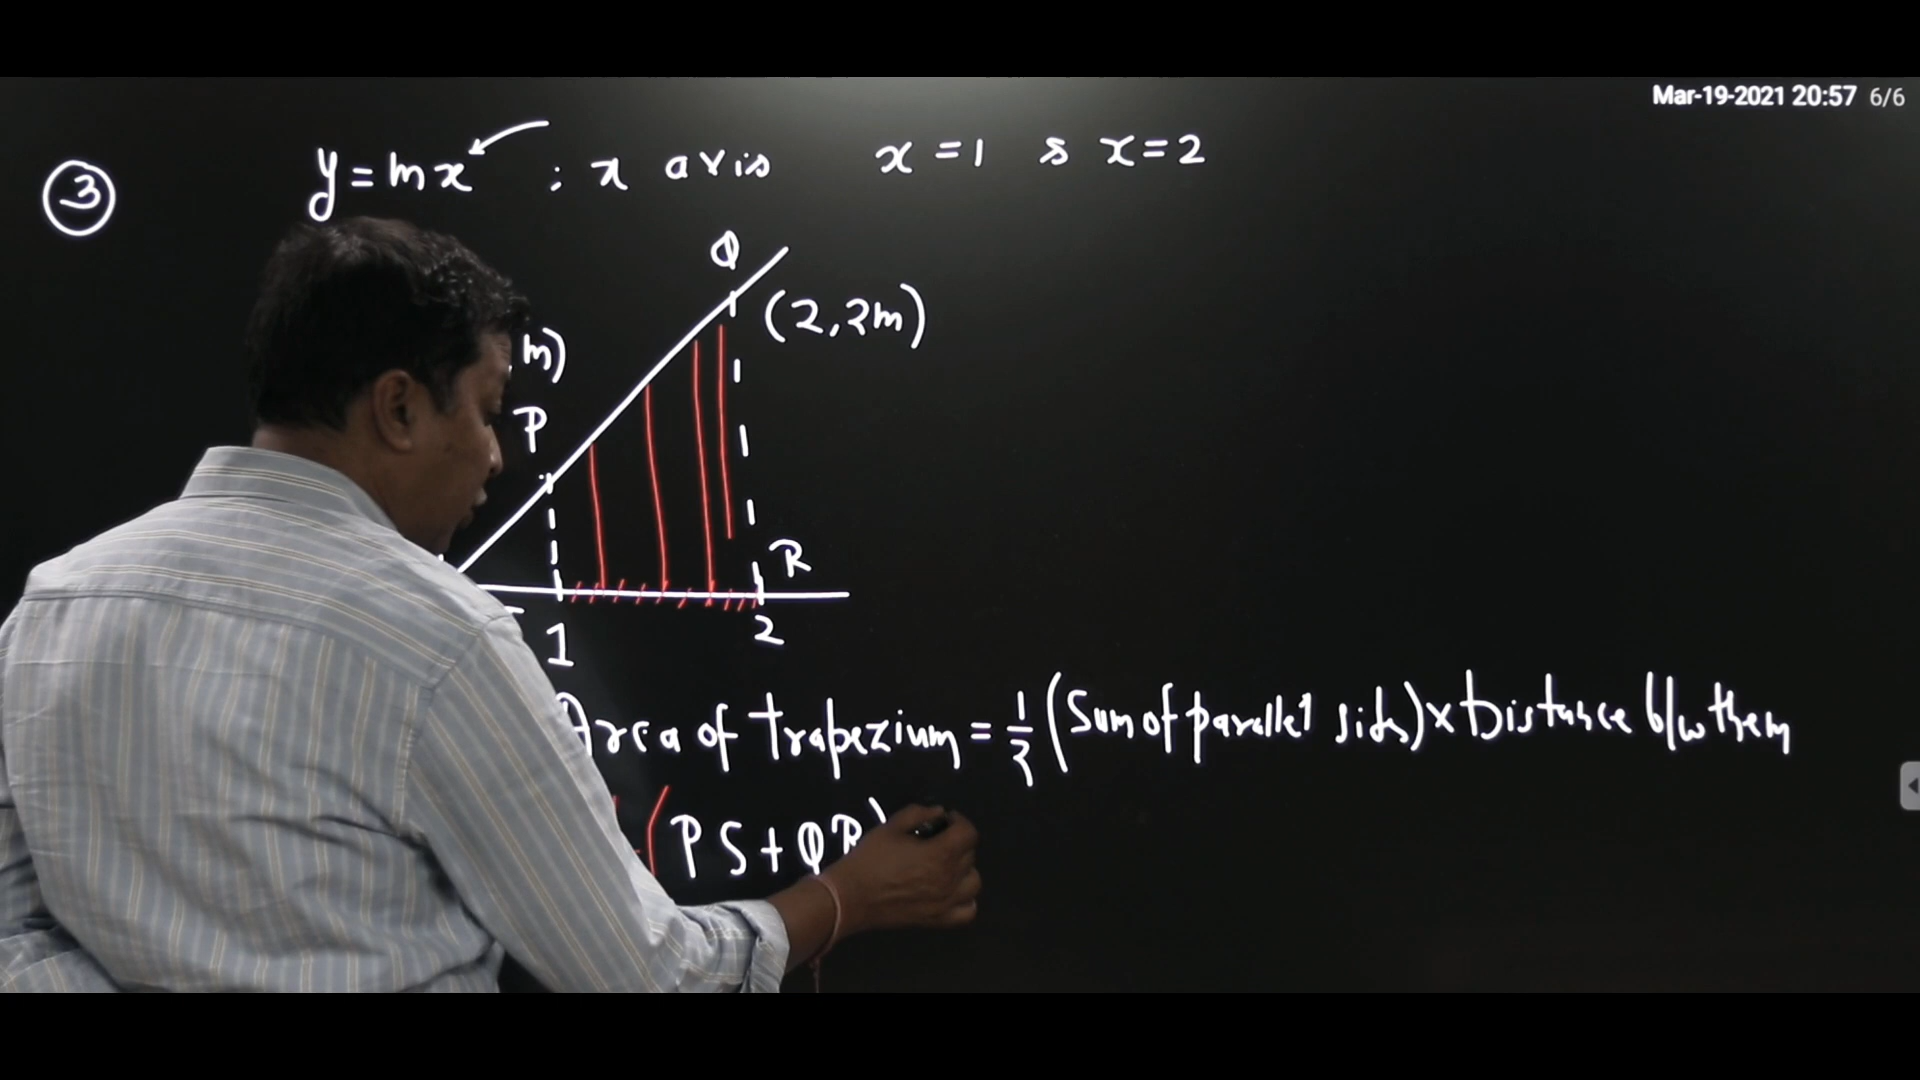 Mar-19-2021 20:57 6/6
3 y = mx ; x axis x = 1 s x = 2
Q
(2, 2m)
m)
P
R
1 2
Area of trapezium = 1/2 (Sum of parallel side) x Distance b/w them
(PS + QR)